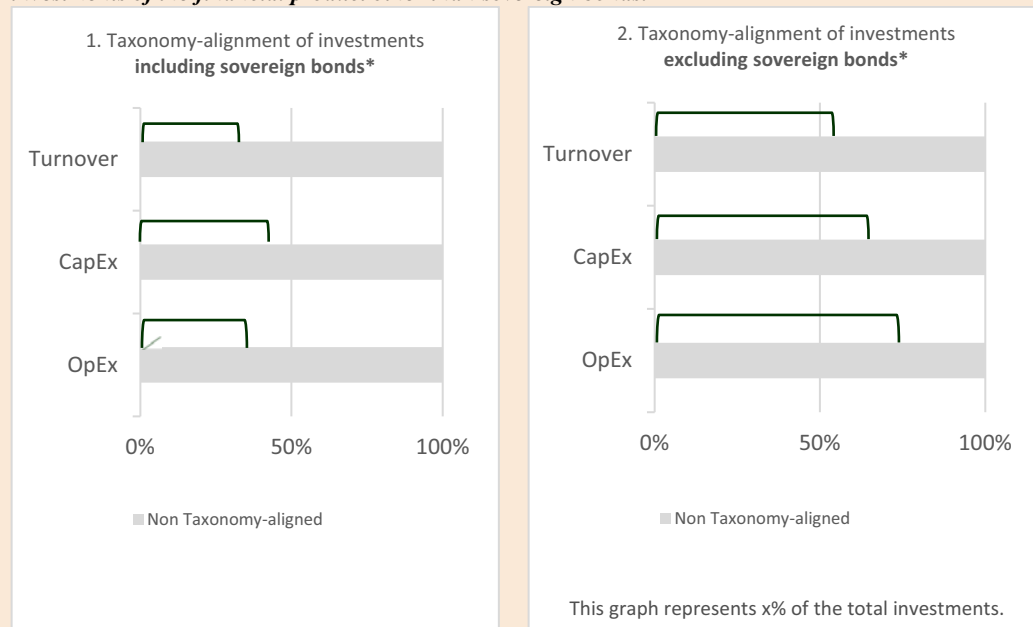 1. Taxonomy-alignment of investments
including sovereign bonds*
Turnover
CapEx
OpEx
0% 50% 100%
Non Taxonomy-aligned
2. Taxonomy-alignment of investments
excluding sovereign bonds*
Turnover
CapEx
OpEx
0% 50% 100%
Non Taxonomy-aligned
This graph represents x% of the total investments.